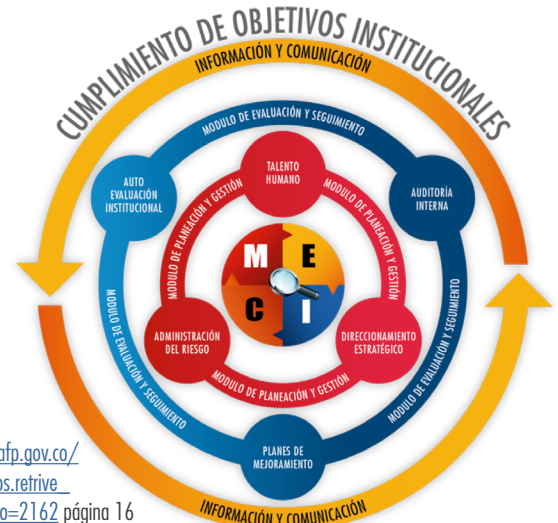 CUMPLIMIENTO DE OBJETIVOS INSTITUCIONALES
INFORMACIÓN Y COMUNICACIÓN
MODULO DE EVALUACIÓN Y SEGUIMIENTO
TALENTO
HUMANO
AUTO
EVALUACIÓN
INSTITUCIONAL
AUDITORÍA
INTERNA
MODULO DE PLANEACIÓN Y GESTIÓN
MODULO DE PLANEACIÓN Y GESTIÓN
M E
C I
ADMINISTRACIÓN
DEL RIESGO
DIRECCIONAMIENTO
ESTRATÉGICO
MODULO DE EVALUACIÓN Y SEGUIMIENTO
MODULO DE EVALUACIÓN Y SEGUIMIENTO
MODULO DE PLANEACIÓN Y GESTIÓN
PLANES DE
MEJORAMIENTO
INFORMACIÓN Y COMUNICACIÓN
afp.gov.co/
os.retrive_
o=2162 página 16